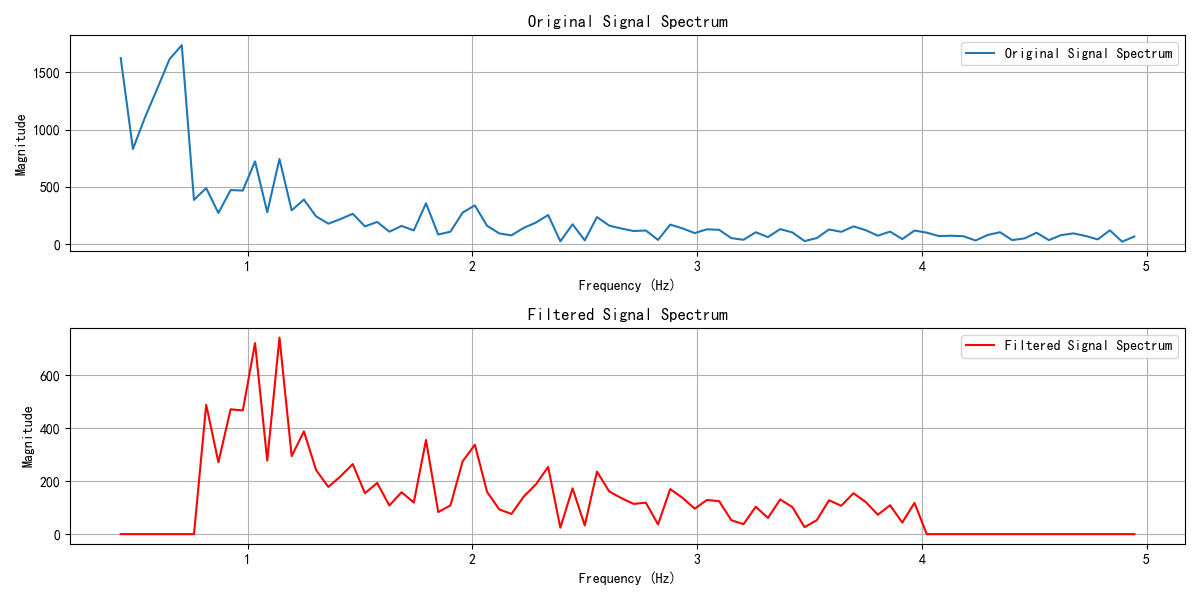 Original Signal Spectrum
Original Signal Spectrum
Magnitude
1500
1000
500
0
1 2 3 4 5
Frequency (Hz)
Filtered Signal Spectrum
Filtered Signal Spectrum
Magnitude
600
400
200
0
1 2 3 4 5
Frequency (Hz)